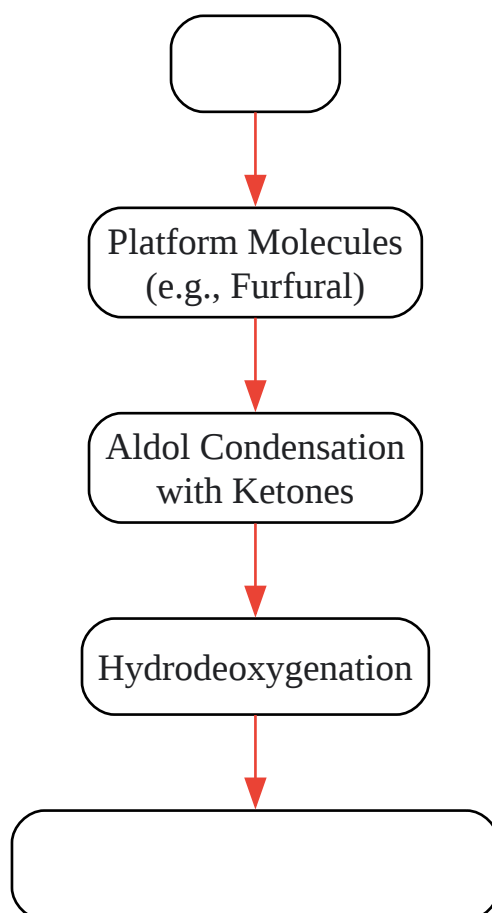 Platform Molecules
(e.g., Furfural)
Aldol Condensation
with Ketones
Hydrodeoxygenation